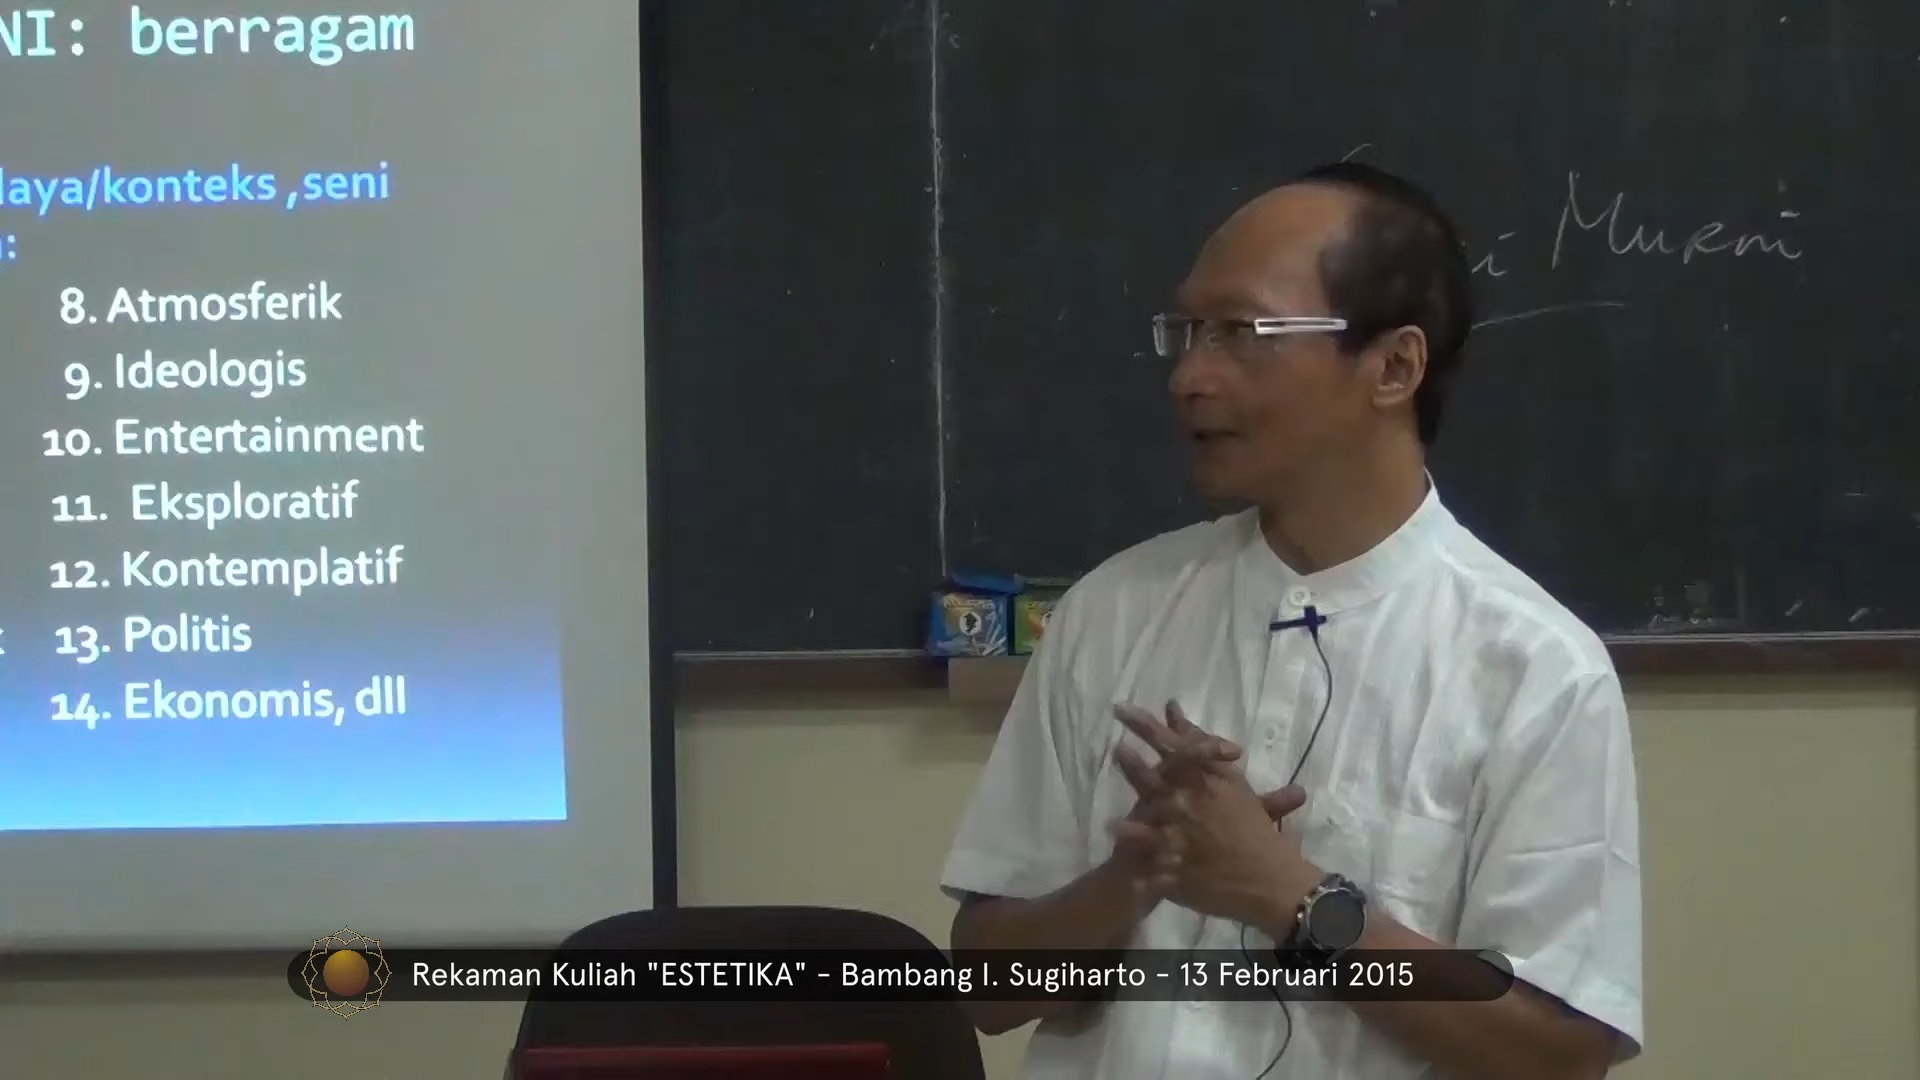 NI: berragam
laya/konteks ,seni
:
8. Atmosferik
9. Ideologis
10. Entertainment
11. Eksploratif
12. Kontemplatif
13. Politis
14. Ekonomis, dll
i Murni
Rekaman Kuliah "ESTETIKA" - Bambang I. Sugiharto - 13 Februari 2015